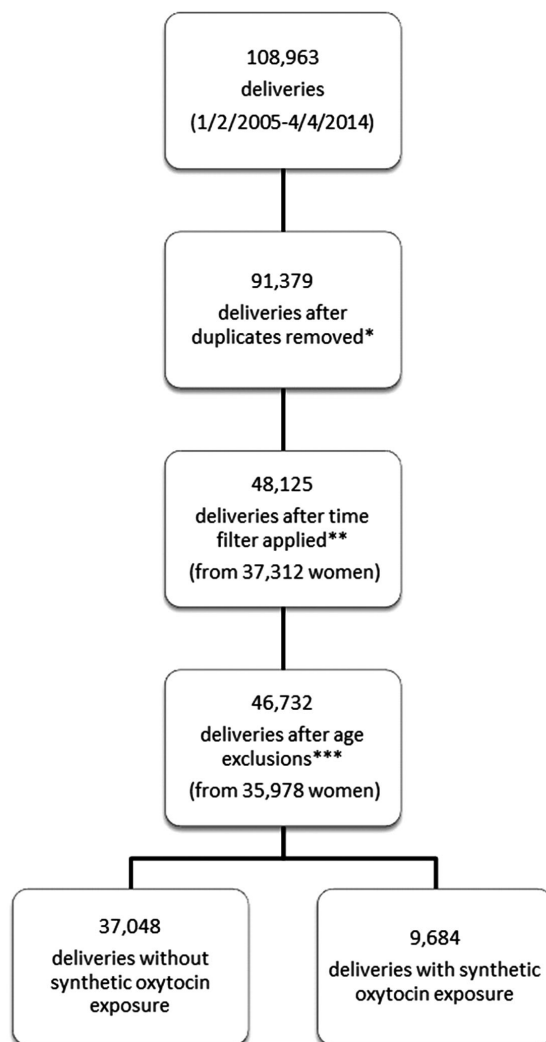 108,963
deliveries
(1/2/2005-4/4/2014)
91,379
deliveries after
duplicates removed*
48,125
deliveries after time
filter applied**
(from 37,312 women)
46,732
deliveries after age
exclusions***
(from 35,978 women)
37,048
deliveries without
synthetic oxytocin
exposure
9,684
deliveries with synthetic
oxytocin exposure